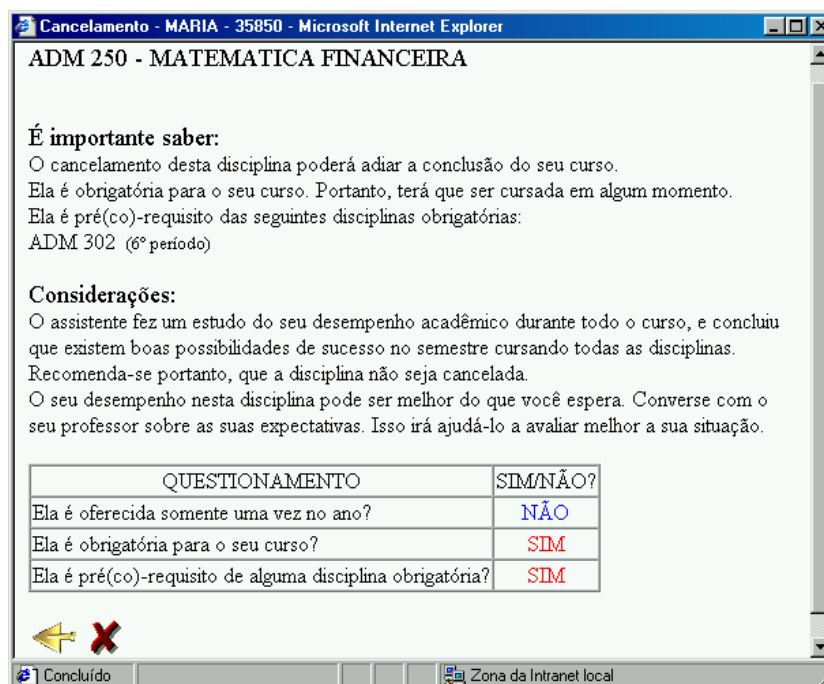 Cancelamento - MARIA - 35850 - Microsoft Internet Explorer
ADM 250 - MATEMATICA FINANCEIRA
É importante saber:
O cancelamento desta disciplina poderá adiar a conclusão do seu curso.
Ela é obrigatória para o seu curso. Portanto, terá que ser cursada em algum momento.
Ela é pré(co)-requisito das seguintes disciplinas obrigatórias:
ADM 302 (6º período)
Considerações:
O assistente fez um estudo do seu desempenho acadêmico durante todo o curso, e concluiu
que existem boas possibilidades de sucesso no semestre cursando todas as disciplinas.
Recomenda-se portanto, que a disciplina não seja cancelada.
O seu desempenho nesta disciplina pode ser melhor do que você espera. Converse com o
seu professor sobre as suas expectativas. Isso irá ajudá-lo a avaliar melhor a sua situação.
QUESTIONAMENTO SIM/NÃO?
Ela é oferecida somente uma vez no ano? NÃO
Ela é obrigatória para o seu curso? SIM
Ela é pré(co)-requisito de alguma disciplina obrigatória? SIM
Concluído Zona da Intranet local